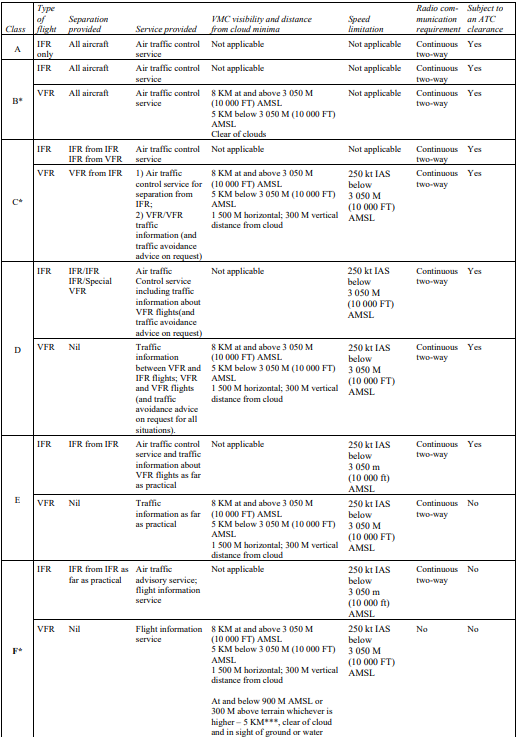 Class
Type of flight
Separation provided
Service provided
VMC visibility and distance from cloud minima
Speed limitation
Radio com- munication requirement
Subject to an ATC clearance
A
IFR only
All aircraft
Air traffic control service
Not applicable
Not applicable
Continuous two-way
Yes
B*
IFR
All aircraft
Air traffic control service
Not applicable
Not applicable
Continuous two-way
Yes
VFR
All aircraft
Air traffic control service
8 KM at and above 3 050 M
(10 000 FT) AMSL
5 KM below 3 050 M (10 000 FT)
AMSL
Clear of clouds
Not applicable
Continuous two-way
Yes
C*
IFR
IFR from IFR
IFR from VFR
Air traffic control service
Not applicable
Not applicable
Continuous two-way
Yes
VFR
VFR from IFR
1) Air traffic
control service for
separation from
IFR;
2) VFR/VFR
traffic
information (and
traffic avoidance
advice on request)
8 KM at and above 3 050 M
(10 000 FT) AMSL
5 KM below 3 050 M (10 000 FT)
AMSL
1 500 M horizontal; 300 M vertical
distance from cloud
250 kt IAS
below
3 050 M
(10 000 FT)
AMSL
Continuous two-way
Yes
D
IFR
IFR/IFR
IFR/Special
VFR
Air traffic
Control service
including traffic
information about
VFR flights(and
traffic avoidance
advice on request)
Not applicable
250 kt IAS
below
3 050 M
(10 000 FT)
AMSL
Continuous two-way
Yes
VFR
Nil
Traffic
information
between VFR and
IFR flights; VFR
and VFR flights
(and traffic
avoidance advice
on request for all
situations).
8 KM at and above 3 050 M
(10 000 FT) AMSL
5 KM below 3 050 M (10 000 FT)
AMSL
1 500 M horizontal; 300 M vertical
distance from cloud
250 kt IAS
below
3 050 M
(10 000 FT)
AMSL
Continuous two-way
Yes
E
IFR
IFR from IFR
Air traffic control
service and traffic
information about
VFR flights as far
as practical
Not applicable
250 kt IAS
below
3 050 m
(10 000 ft)
AMSL
Continuous two-way
Yes
VFR
Nil
Traffic
information as far
as practical
8 KM at and above 3 050 M
(10 000 FT) AMSL
5 KM below 3 050 M (10 000 FT)
AMSL
1 500 M horizontal; 300 M vertical
distance from cloud
250 kt IAS
below
3 050 M
(10 000 FT)
AMSL
Continuous two-way
No
F*
IFR
IFR from IFR as
far as practical
Air traffic
advisory service;
flight information
service
Not applicable
250 kt IAS
below
3 050 m
(10 000 ft)
AMSL
Continuous two-way
No
VFR
Nil
Flight information
service
8 KM at and above 3 050 M
(10 000 FT) AMSL
5 KM below 3 050 M (10 000 FT)
AMSL
1 500 M horizontal; 300 M vertical
distance from cloud
At and below 900 M AMSL or
300 M above terrain whichever is
higher – 5 KM***, clear of cloud
and in sight of ground or water
250 kt IAS
below
3 050 M
(10 000 FT)
AMSL
No
No